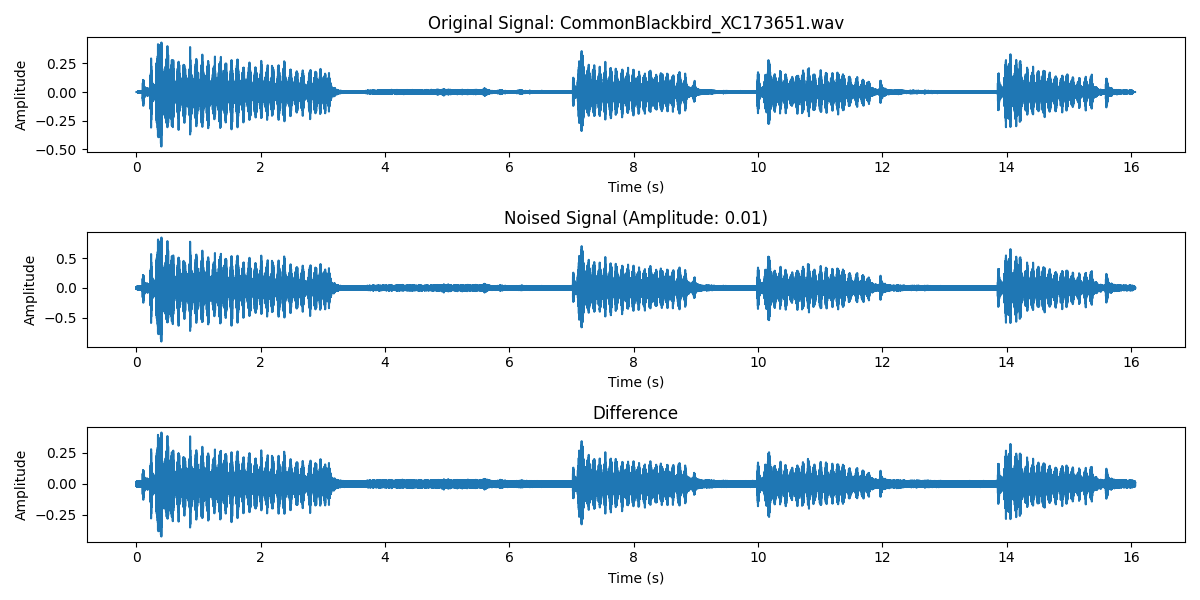 Original Signal: CommonBlackbird_XC173651.wav
Amplitude
0.25
0.00
−0.25
−0.50
0 2 4 6 8 10 12 14 16
Time (s)
Noised Signal (Amplitude: 0.01)
Amplitude
0.5
0.0
−0.5
0 2 4 6 8 10 12 14 16
Time (s)
Difference
Amplitude
0.25
0.00
−0.25
0 2 4 6 8 10 12 14 16
Time (s)